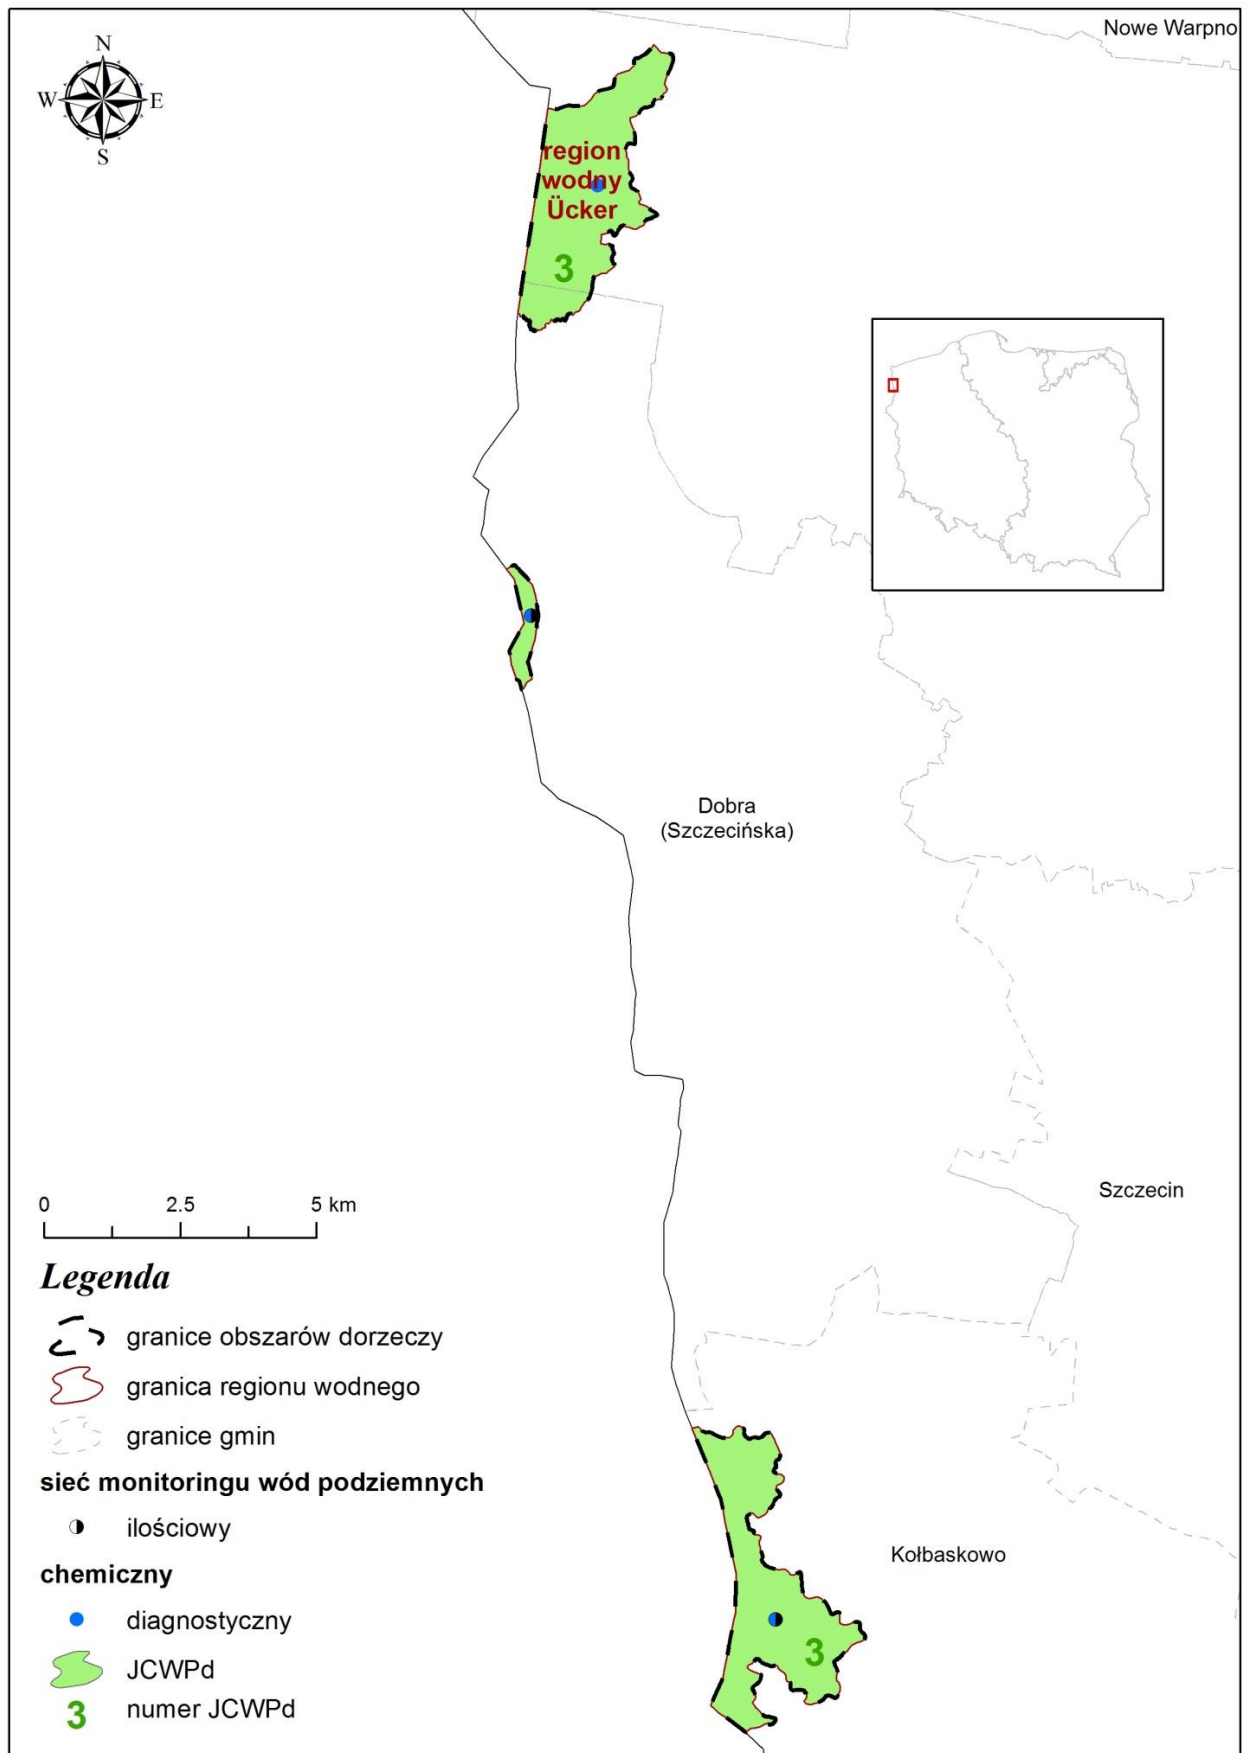 Nowe Warpno
N
W E
S
region
wodny
Ücker
3
Dobra
(Szczecińska)
Szczecin
0 2.5 5 km
Legenda
granice obszarów dorzeczy
granica regionu wodnego
granice gmin
sieć monitoringu wód podziemnych
ilościowy
chemiczny
diagnostyczny
JCWPd
3 numer JCWPd
Kołbaskowo
3